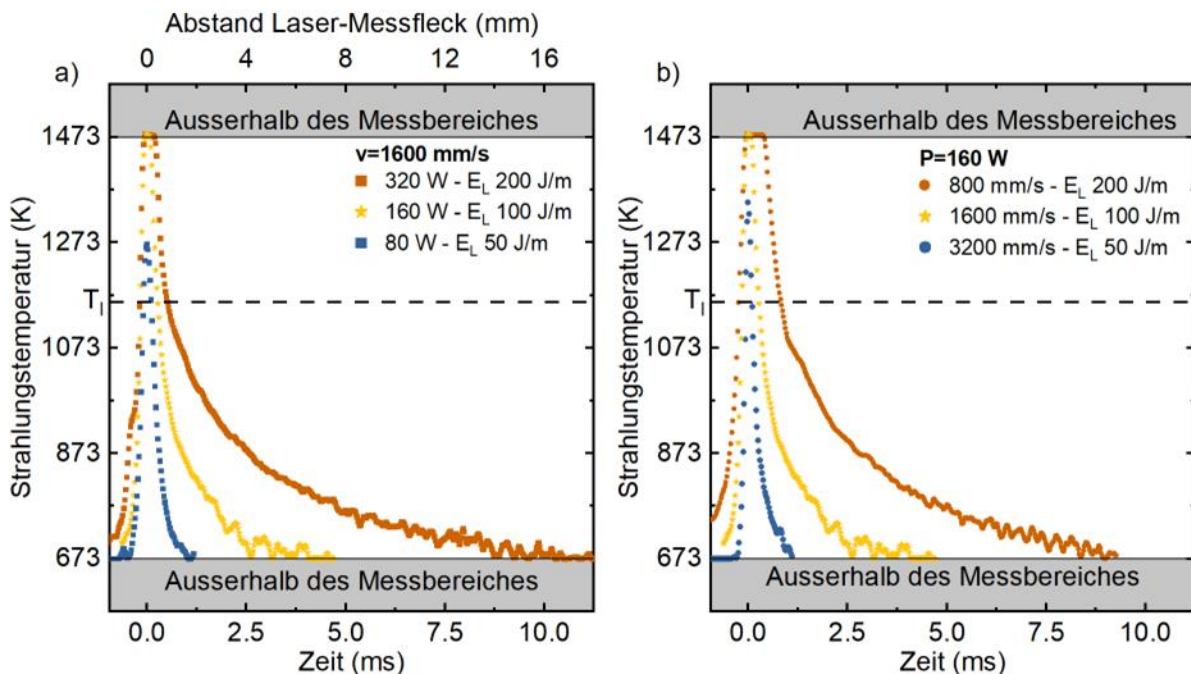 Abstand Laser-Messfleck (mm)
0 4 8 12 16
a)
Ausserhalb des Messbereiches
v=1600 mm/s
320 W - E_L 200 J/m
160 W - E_L 100 J/m
80 W - E_L 50 J/m
1473
1273
T_l
1073
873
673
Strahlungstemperatur (K)
Ausserhalb des Messbereiches
0.0 2.5 5.0 7.5 10.0
Zeit (ms)
b)
Ausserhalb des Messbereiches
P=160 W
800 mm/s - E_L 200 J/m
1600 mm/s - E_L 100 J/m
3200 mm/s - E_L 50 J/m
1473
1273
T_l
1073
873
673
Strahlungstemperatur (K)
Ausserhalb des Messbereiches
0.0 2.5 5.0 7.5 10.0
Zeit (ms)